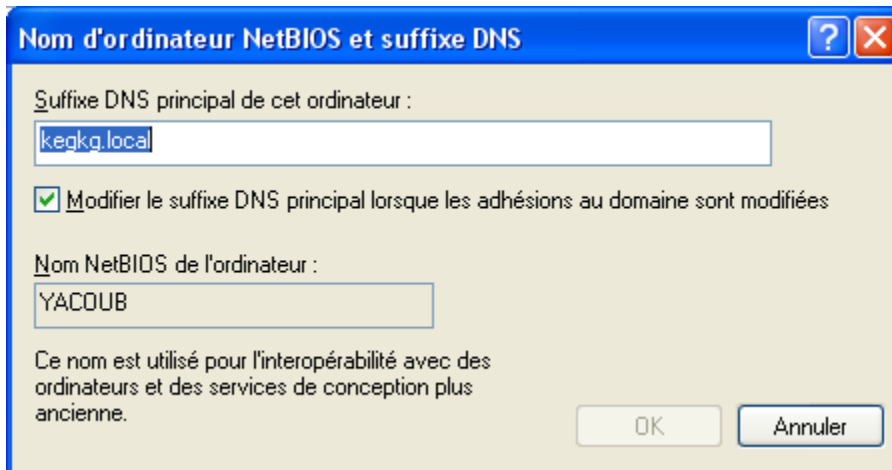 Nom d'ordinateur NetBIOS et suffixe DNS
Suffixe DNS principal de cet ordinateur :
kegkg.local
Modifier le suffixe DNS principal lorsque les adhésions au domaine sont modifiées
Nom NetBIOS de l'ordinateur :
YACOUB
Ce nom est utilisé pour l'interopérabilité avec des
ordinateurs et des services de conception plus
ancienne.
OK
Annuler